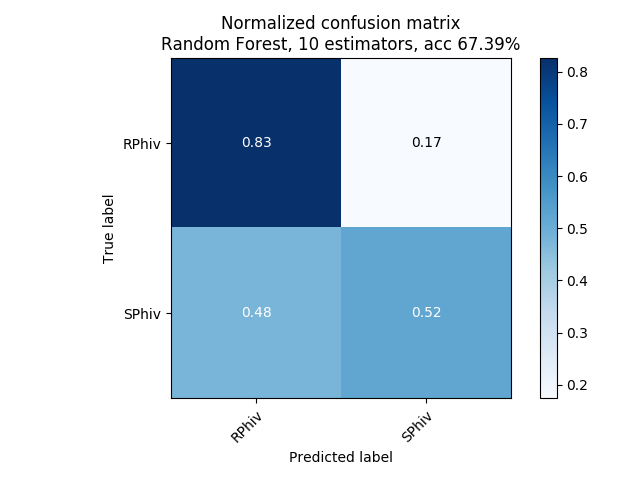 Normalized confusion matrix
Random Forest, 10 estimators, acc 67.39%
True label
RPhiv
0.83
0.17
SPhiv
0.48
0.52
RPhiv
SPhiv
Predicted label
0.8
0.7
0.6
0.5
0.4
0.3
0.2